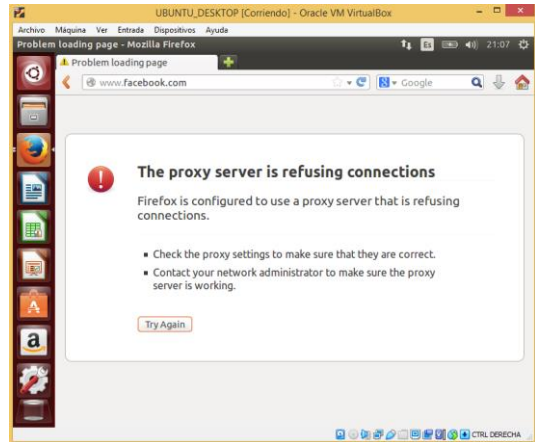 UBUNTU_DESKTOP [Corriendo] - Oracle VM VirtualBox
Archivo Máquina Ver Entrada Dispositivos Ayuda
Problem loading page - Mozilla Firefox Es 21:07
Problem loading page
www.facebook.com Google
The proxy server is refusing connections
Firefox is configured to use a proxy server that is refusing
connections.
Check the proxy settings to make sure that they are correct.
Contact your network administrator to make sure the proxy
server is working.
Try Again
a
CTRL DERECHA